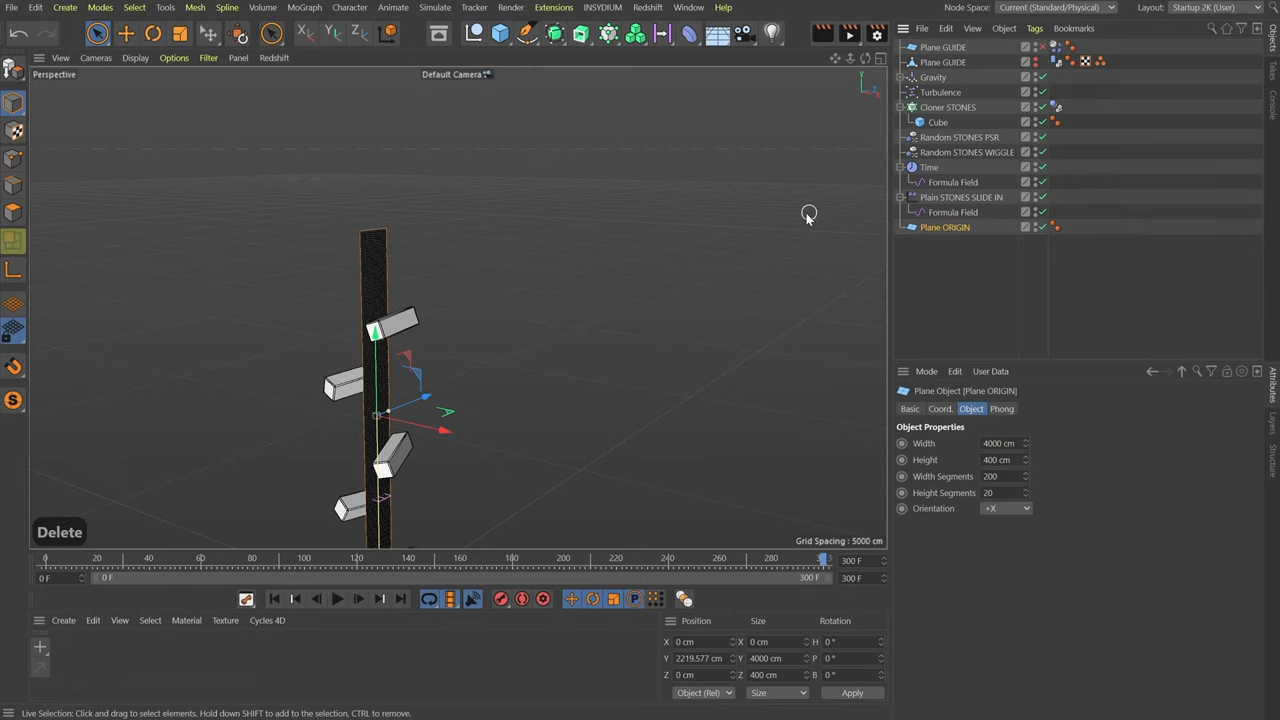 File Edit Create Modes Select Tools Mesh Spline Volume MoGraph Character Animate Simulate Tracker Render Extensions INSYDIUM Redshift Window Help
Node Space: Current (Standard/Physical) Layout: Startup 2K (User)
View Cameras Display Options Filter Panel Redshift
Perspective
Default Camera
Y
Z
X
X
Y
Z
Delete
Grid Spacing : 5000 cm
File Edit View Object Tags Bookmarks
Plane GUIDE
Plane GUIDE
Gravity
Turbulence
Cloner STONES
Cube
Random STONES PSR
Random STONES WIGGLE
Time
Formula Field
Plain STONES SLIDE IN
Formula Field
Plane ORIGIN
Objects
Takes
Console
Mode Edit User Data
Plane Object [Plane ORIGIN]
Basic Coord. Object Phong
Object Properties
Width 4000 cm
Height 400 cm
Width Segments 200
Height Segments 20
Orientation +X
Attributes
Layers
Structure
0 20 40 60 80 100 120 140 160 180 200 220 240 260 280 300 F
0 F 0 F 300 F 300 F
Create Edit View Select Material Texture Cycles 4D
Position Size Rotation
X 0 cm X 0 cm H 0 °
Y 2219.577 cm Y 4000 cm P 0 °
Z 0 cm Z 400 cm B 0 °
Object (Rel) Size Apply
Live Selection: Click and drag to select elements. Hold down SHIFT to add to the selection, CTRL to remove.